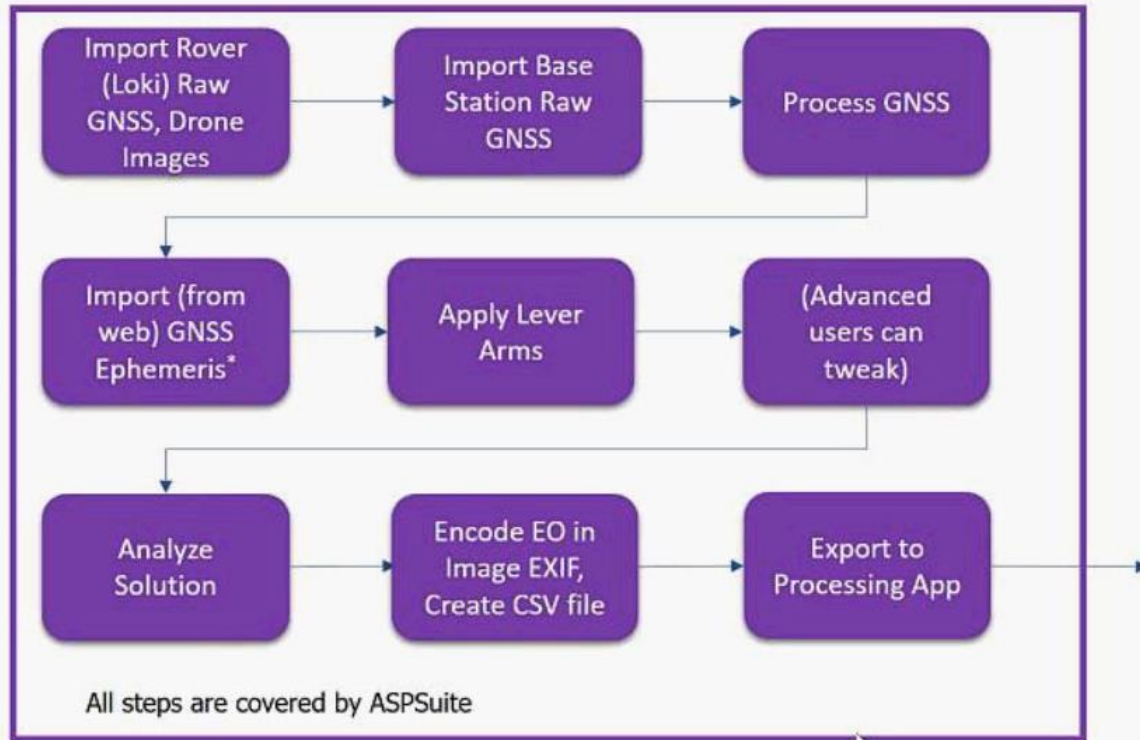 Import Rover
(Loki) Raw
GNSS, Drone
Images
Import Base
Station Raw
GNSS
Process GNSS
Import (from
web) GNSS
Ephemeris*
Apply Lever
Arms
(Advanced
users can
tweak)
Analyze
Solution
Encode EO in
Image EXIF,
Create CSV file
Export to
Processing App
All steps are covered by ASPSuite